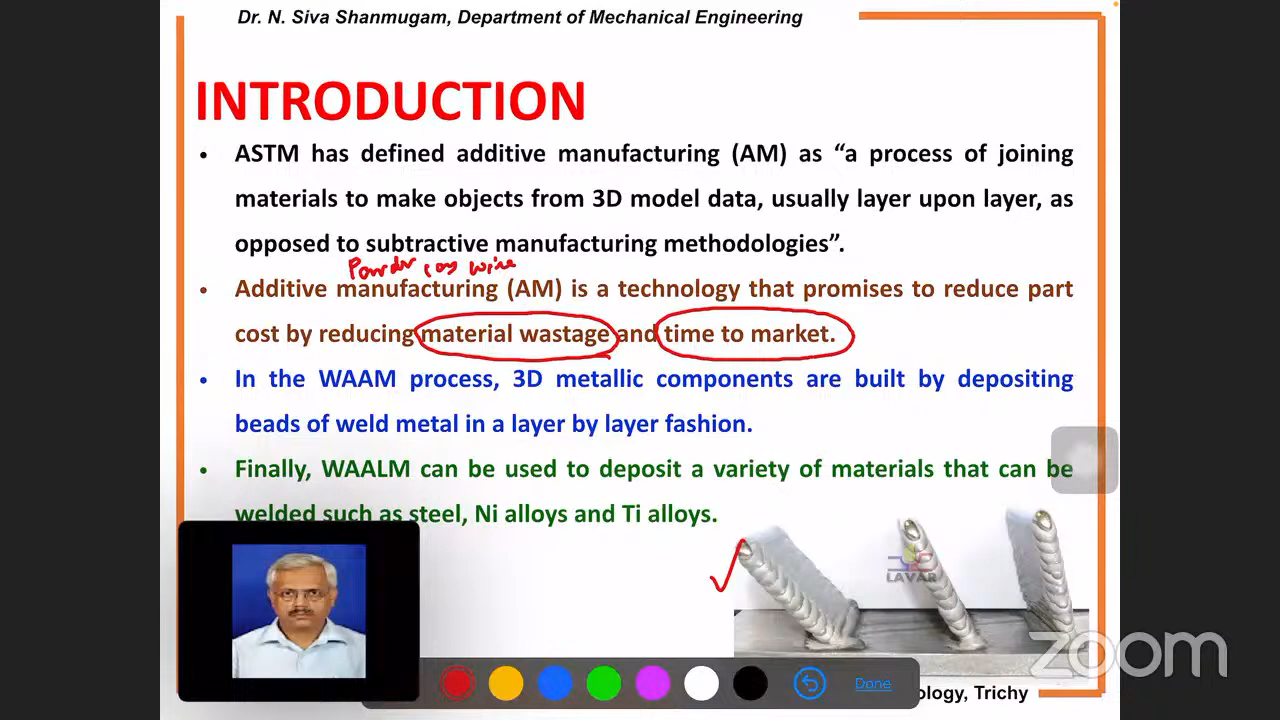 Dr. N. Siva Shanmugam, Department of Mechanical Engineering
INTRODUCTION
• ASTM has defined additive manufacturing (AM) as “a process of joining
materials to make objects from 3D model data, usually layer upon layer, as
opposed to subtractive manufacturing methodologies”.
Powder wire
• Additive manufacturing (AM) is a technology that promises to reduce part
cost by reducing material wastage and time to market.
• In the WAAM process, 3D metallic components are built by depositing
beads of weld metal in a layer by layer fashion.
• Finally, WAALM can be used to deposit a variety of materials that can be
welded such as steel, Ni alloys and Ti alloys.
LAVAR
zoom
Done
ology, Trichy